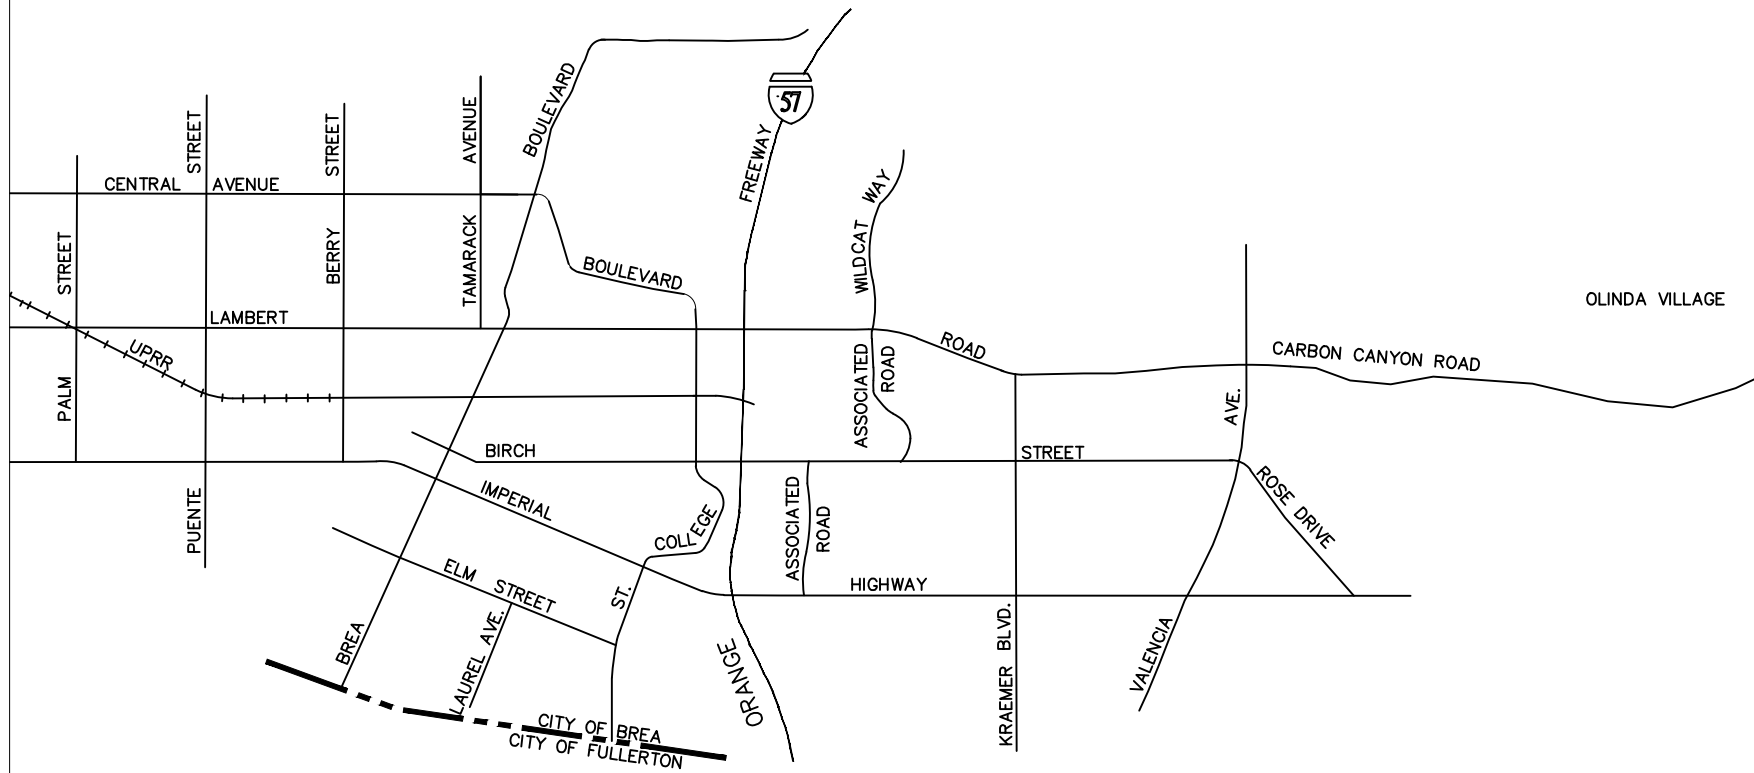 57
BOULEVARD
STREET
STREET
AVENUE
FREEWAY
CENTRAL AVENUE
WAY
WILDCAT
STREET
BERRY
TAMARACK
BOULEVARD
OLINDA VILLAGE
LAMBERT
ROAD
UPRR
CARBON CANYON ROAD
PALM
ASSOCIATED
ROAD
AVE.
BIRCH
STREET
IMPERIAL
ROSE DRIVE
PUENTE
COLLEGE
ASSOCIATED
ROAD
ELM STREET
ST.
HIGHWAY
BREA
LAUREL AVE.
ORANGE
KRAEMER BLVD.
VALENCIA
CITY OF BREA
CITY OF FULLERTON